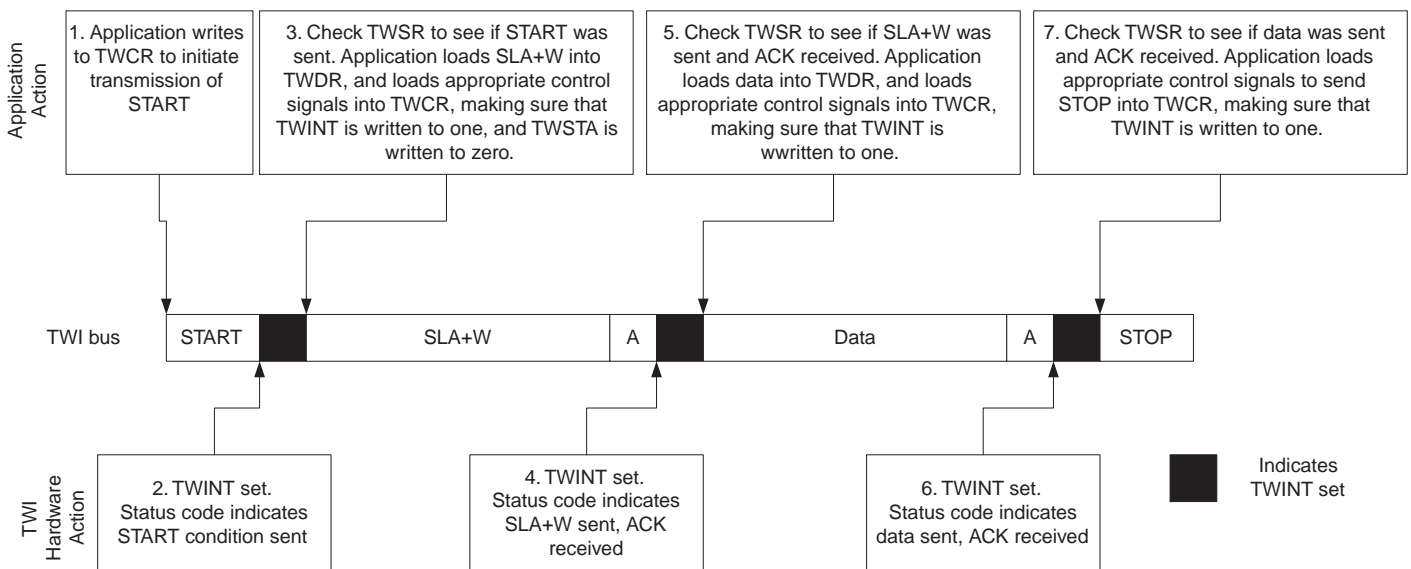 Application
Action
1. Application writes
to TWCR to initiate
transmission of
START
3. Check TWSR to see if START was
sent. Application loads SLA+W into
TWDR, and loads appropriate control
signals into TWCR, making sure that
TWINT is written to one, and TWSTA is
written to zero.
5. Check TWSR to see if SLA+W was
sent and ACK received. Application
loads data into TWDR, and loads
appropriate control signals into TWCR,
making sure that TWINT is
wwritten to one.
7. Check TWSR to see if data was sent
and ACK received. Application loads
appropriate control signals to send
STOP into TWCR, making sure that
TWINT is written to one.
TWI bus
START
SLA+W
A
Data
A
STOP
TWI
Hardware
Action
2. TWINT set.
Status code indicates
START condition sent
4. TWINT set.
Status code indicates
SLA+W sent, ACK
received
6. TWINT set.
Status code indicates
data sent, ACK received
Indicates
TWINT set